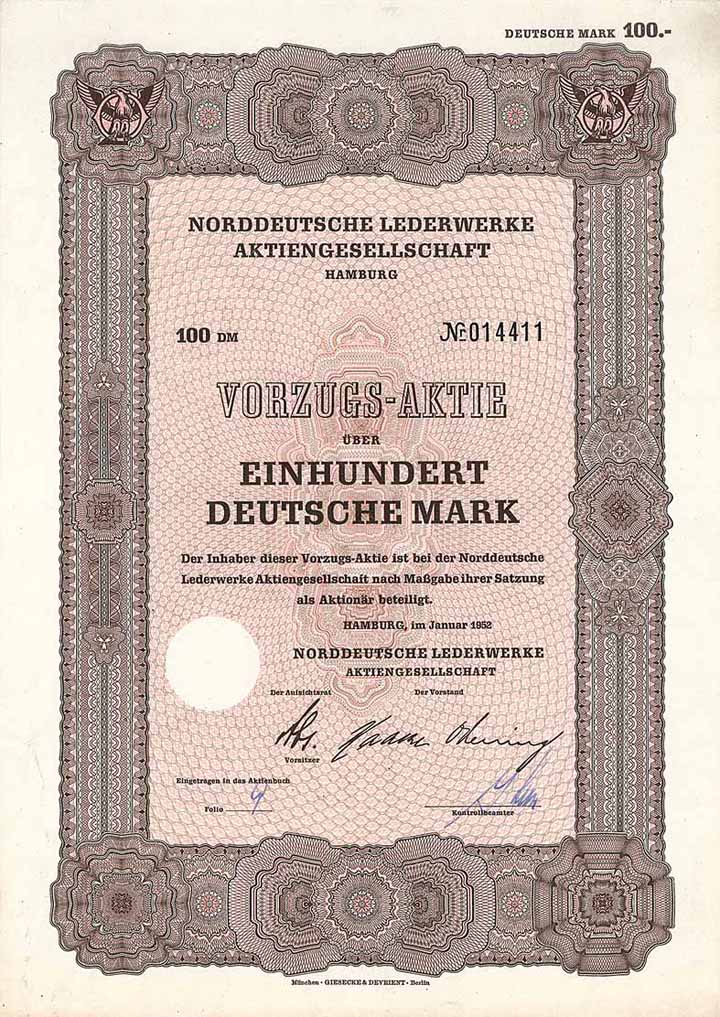 DEUTSCHE MARK 100.-
NORDDEUTSCHE LEDERWERKE
AKTIENGESELLSCHAFT
HAMBURG
100 DM № 014411
VORZUGS-AKTIE
ÜBER
EINHUNDERT
DEUTSCHE MARK
Der Inhaber dieser Vorzugs-Aktie ist bei der Norddeutsche
Lederwerke Aktiengesellschaft nach Maßgabe ihrer Satzung
als Aktionär beteiligt.
HAMBURG, im Januar 1952
NORDDEUTSCHE LEDERWERKE
AKTIENGESELLSCHAFT
Der Aufsichtsrat Der Vorstand
Vorsitzer
Eingetragen in das Aktienbuch
Folio
Kontrollbeamter
München · GIESECKE & DEVRIENT · Berlin